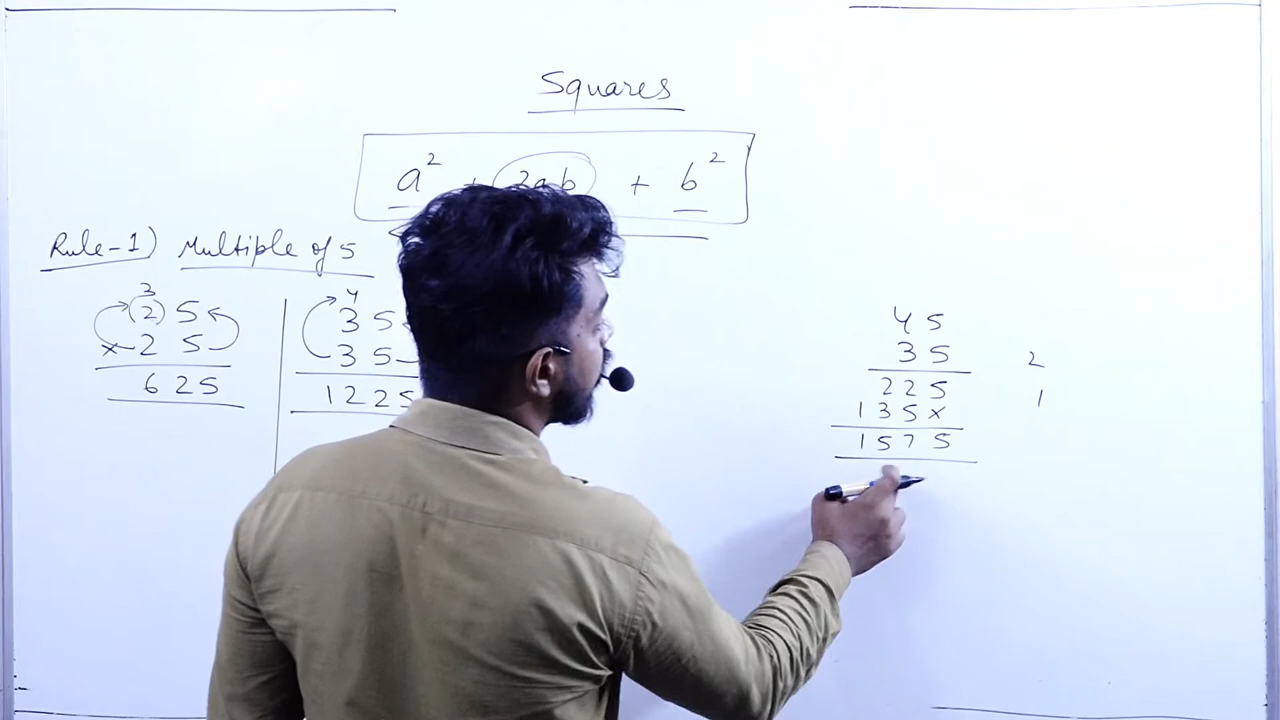 Squares
a² + 2ab + b²
Rule-1) Multiple of 5
3
(2) 5
× 2 5
6 2 5
4
3 5
3 5
1 2 2 5
4 5
3 5
2 2 5
1 3 5 ×
1 5 7 5
2
1